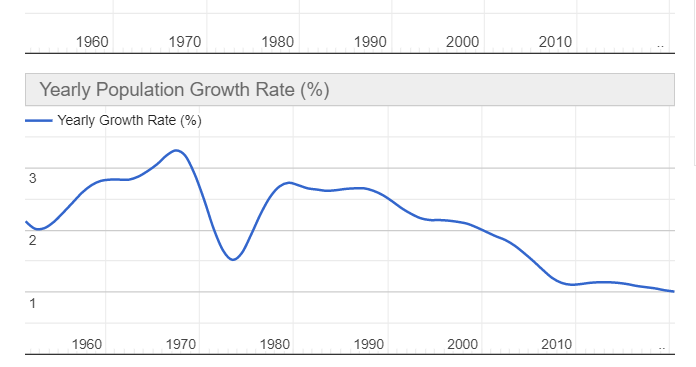 1960 1970 1980 1990 2000 2010 ..
Yearly Population Growth Rate (%)
Yearly Growth Rate (%)
3
2
1
1960 1970 1980 1990 2000 2010 ..